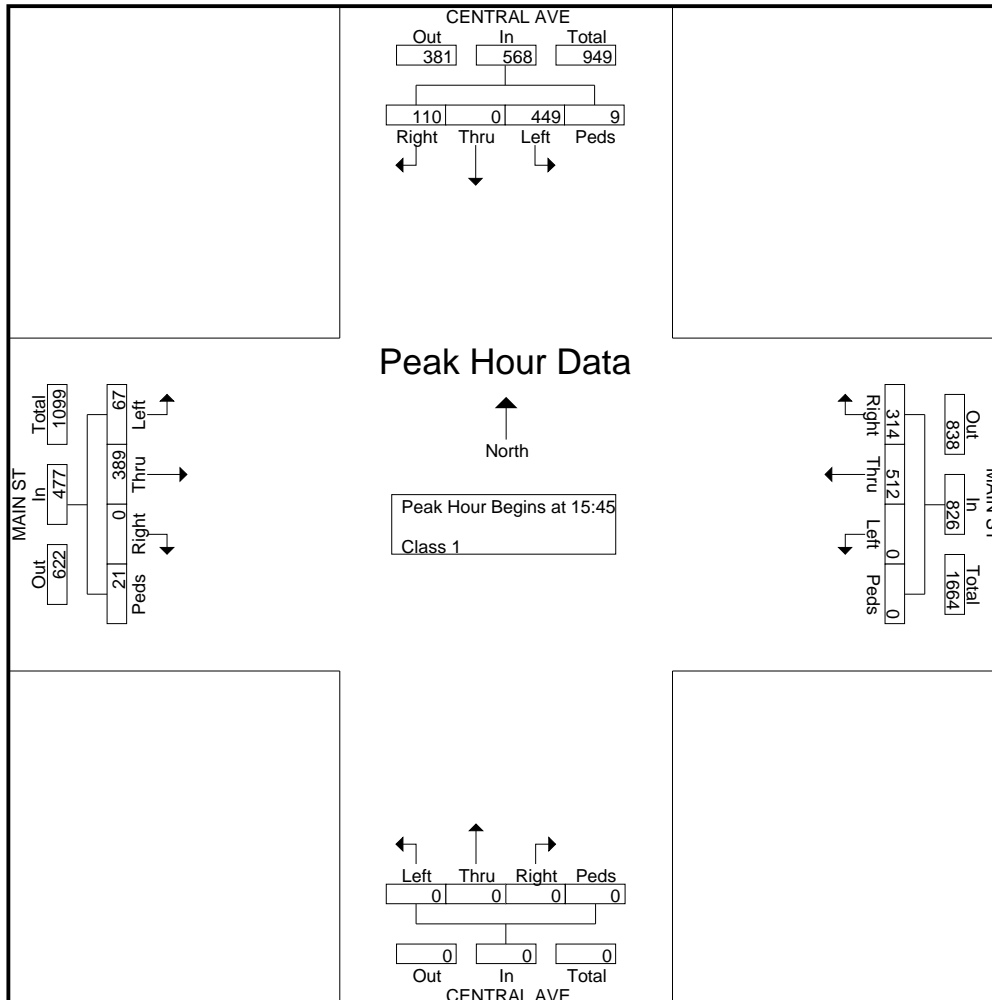 CENTRAL AVE
Out In Total
381 568 949
110 0 449 9
Right Thru Left Peds
Peak Hour Data
North
Peak Hour Begins at 15:45
Class 1
MAIN ST
Total In Out
1099 477 622
67 389 0 21
Left Thru Right Peds
MAIN ST
Out In Total
838 826 1664
314 512 0 0
Right Thru Left Peds
Left Thru Right Peds
0 0 0 0
0 0 0
Out In Total
CENTRAL AVE